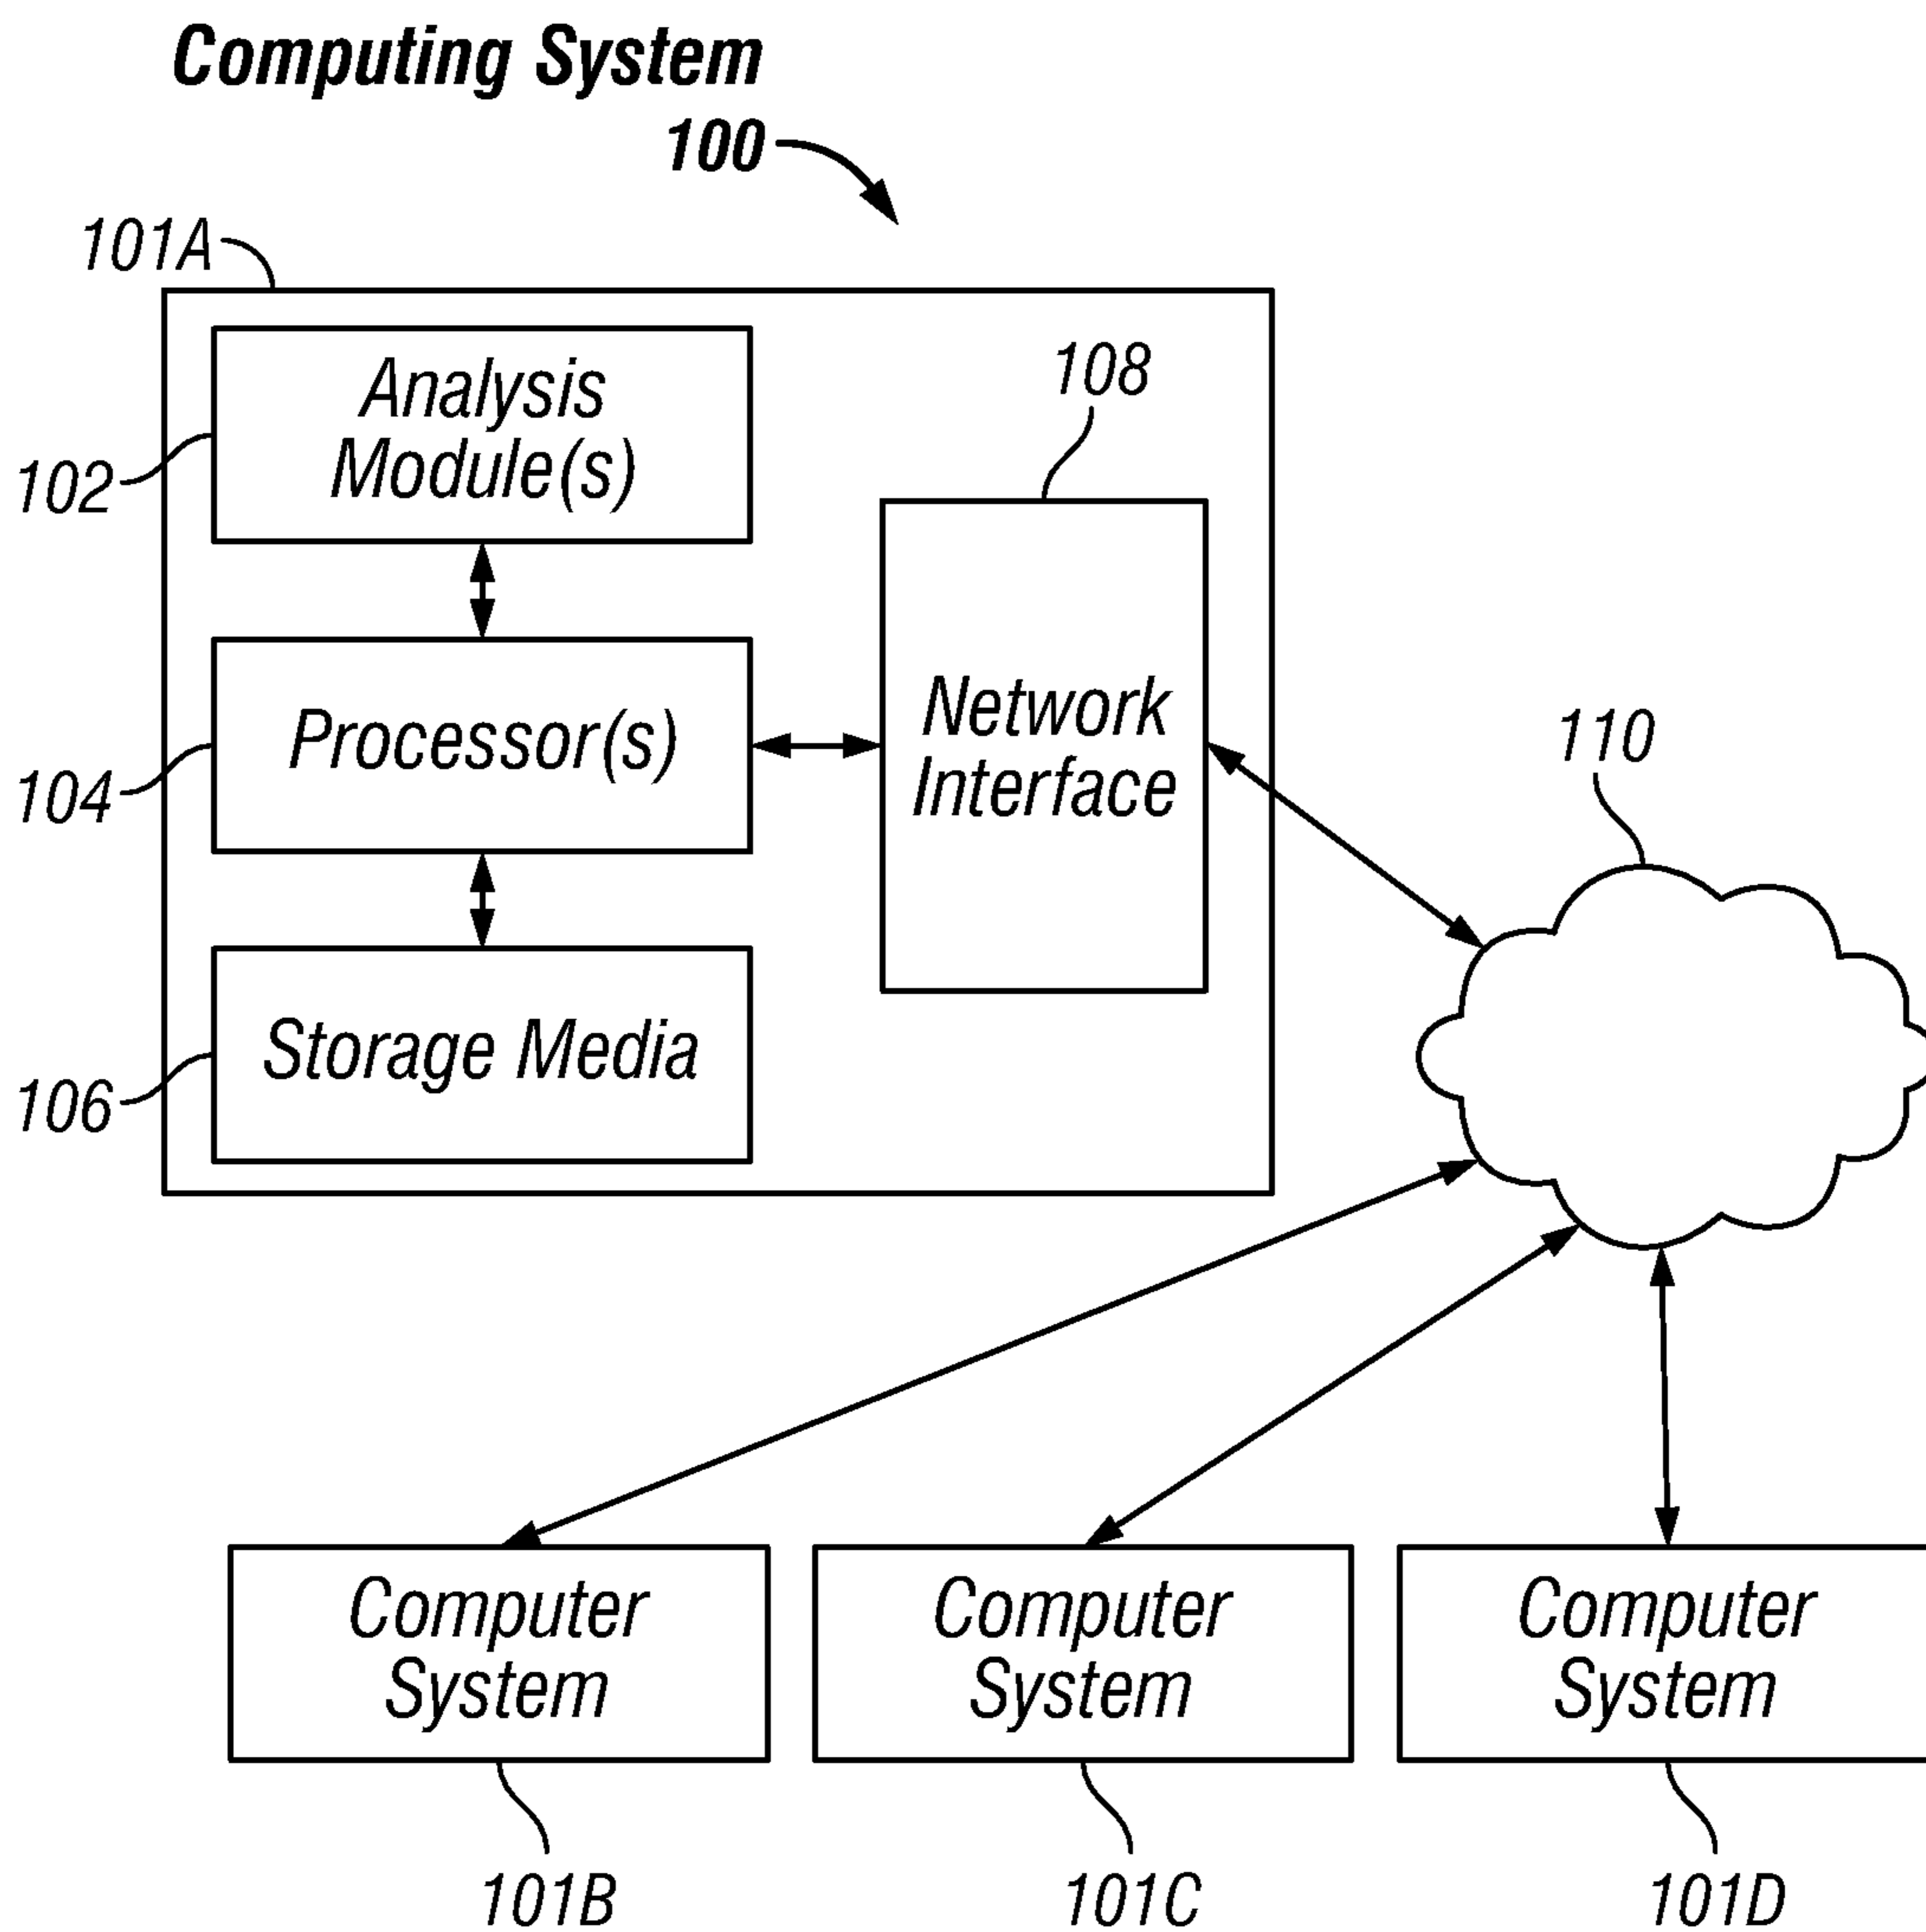 Computing System
100
101A
Analysis
Module(s)
102
108
Processor(s)
104
Network
Interface
110
Storage Media
106
Computer
System
Computer
System
Computer
System
101B
101C
101D